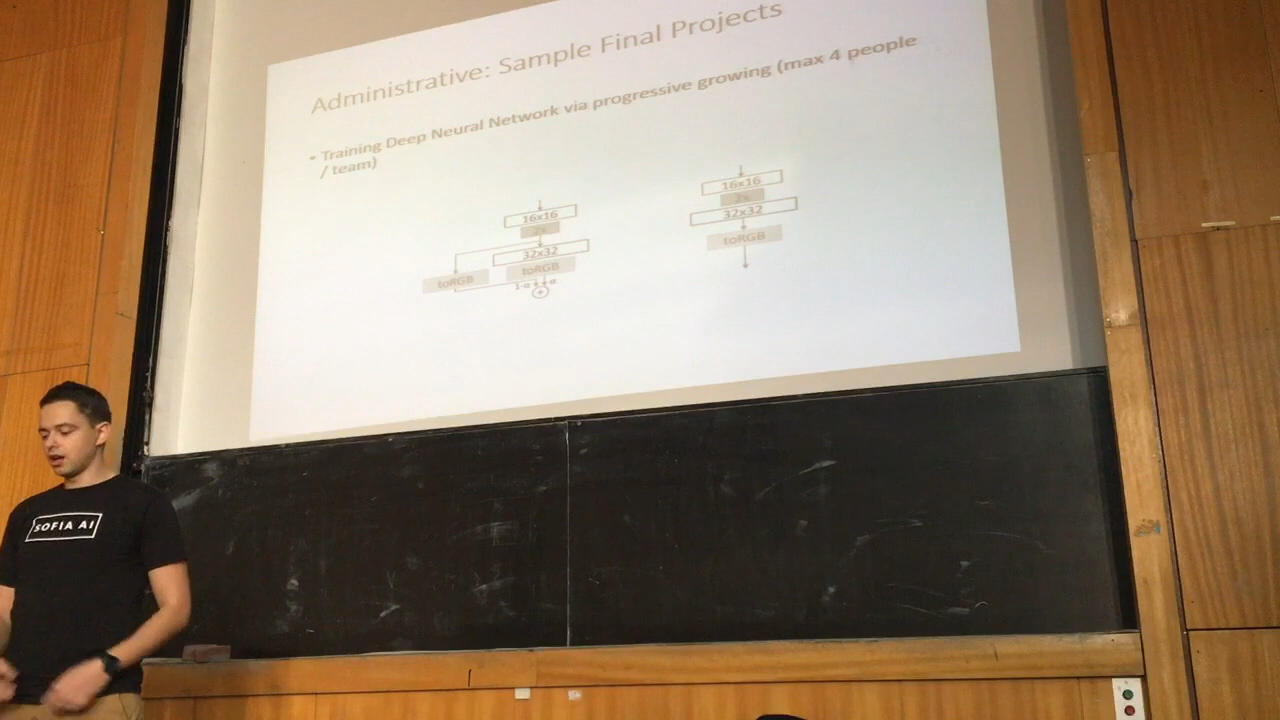 Administrative: Sample Final Projects
• Training Deep Neural Network via progressive growing (max 4 people
/ team)
16x16
2x
32x32
toRGB
toRGB
1-α
α
+
16x16
2x
32x32
toRGB
SOFIA AI